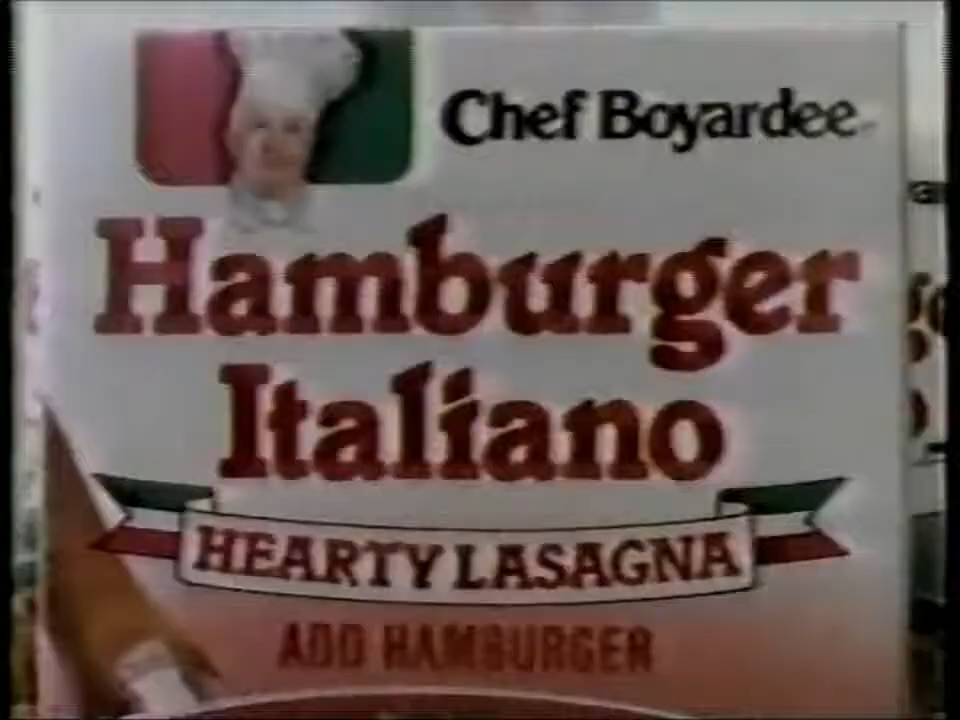 Chef Boyardee
Hamburger
Italiano
HEARTY LASAGNA
ADD HAMBURGER